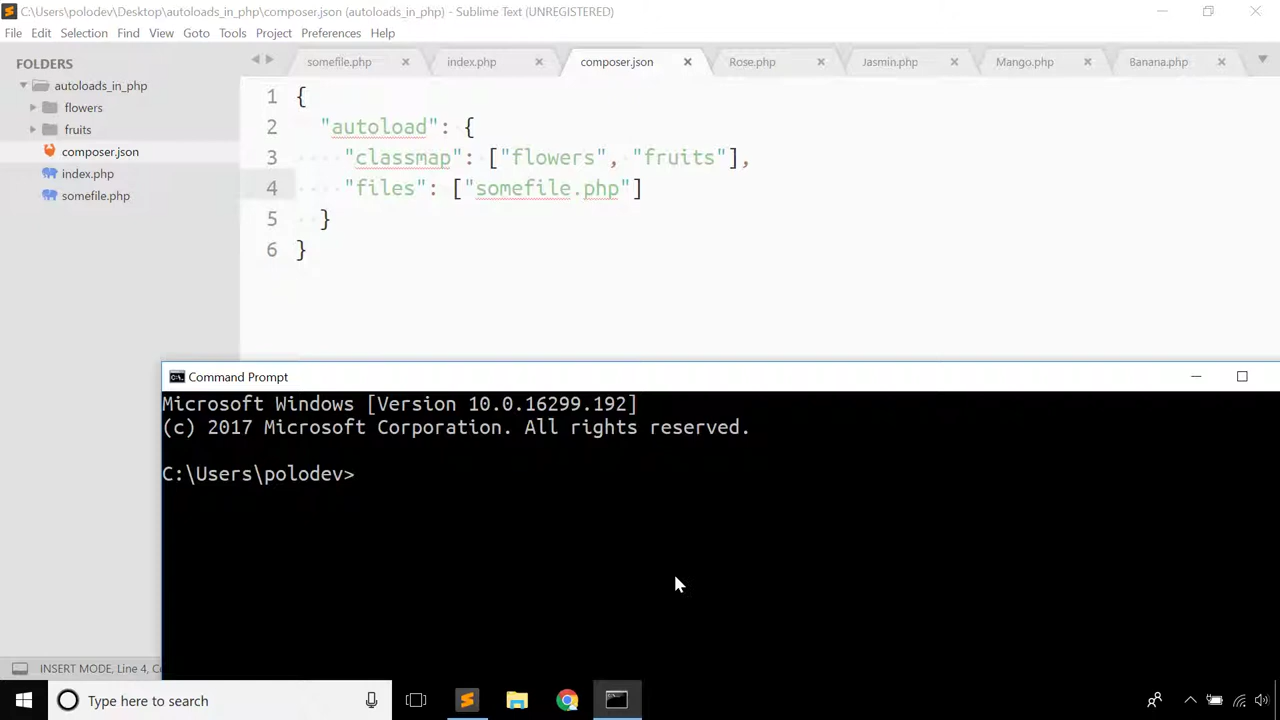 C:\Users\polodev\Desktop\autoloads_in_php\composer.json (autoloads_in_php) - Sublime Text (UNREGISTERED)
File Edit Selection Find View Goto Tools Project Preferences Help
FOLDERS
autoloads_in_php
flowers
fruits
composer.json
index.php
somefile.php
somefile.php index.php composer.json Rose.php Jasmin.php Mango.php Banana.php
1 {
2 "autoload": {
3 "classmap": ["flowers", "fruits"],
4 "files": ["somefile.php"]
5 }
6 }
Command Prompt
Microsoft Windows [Version 10.0.16299.192]
(c) 2017 Microsoft Corporation. All rights reserved.
C:\Users\polodev>
INSERT MODE, Line 4,
Type here to search